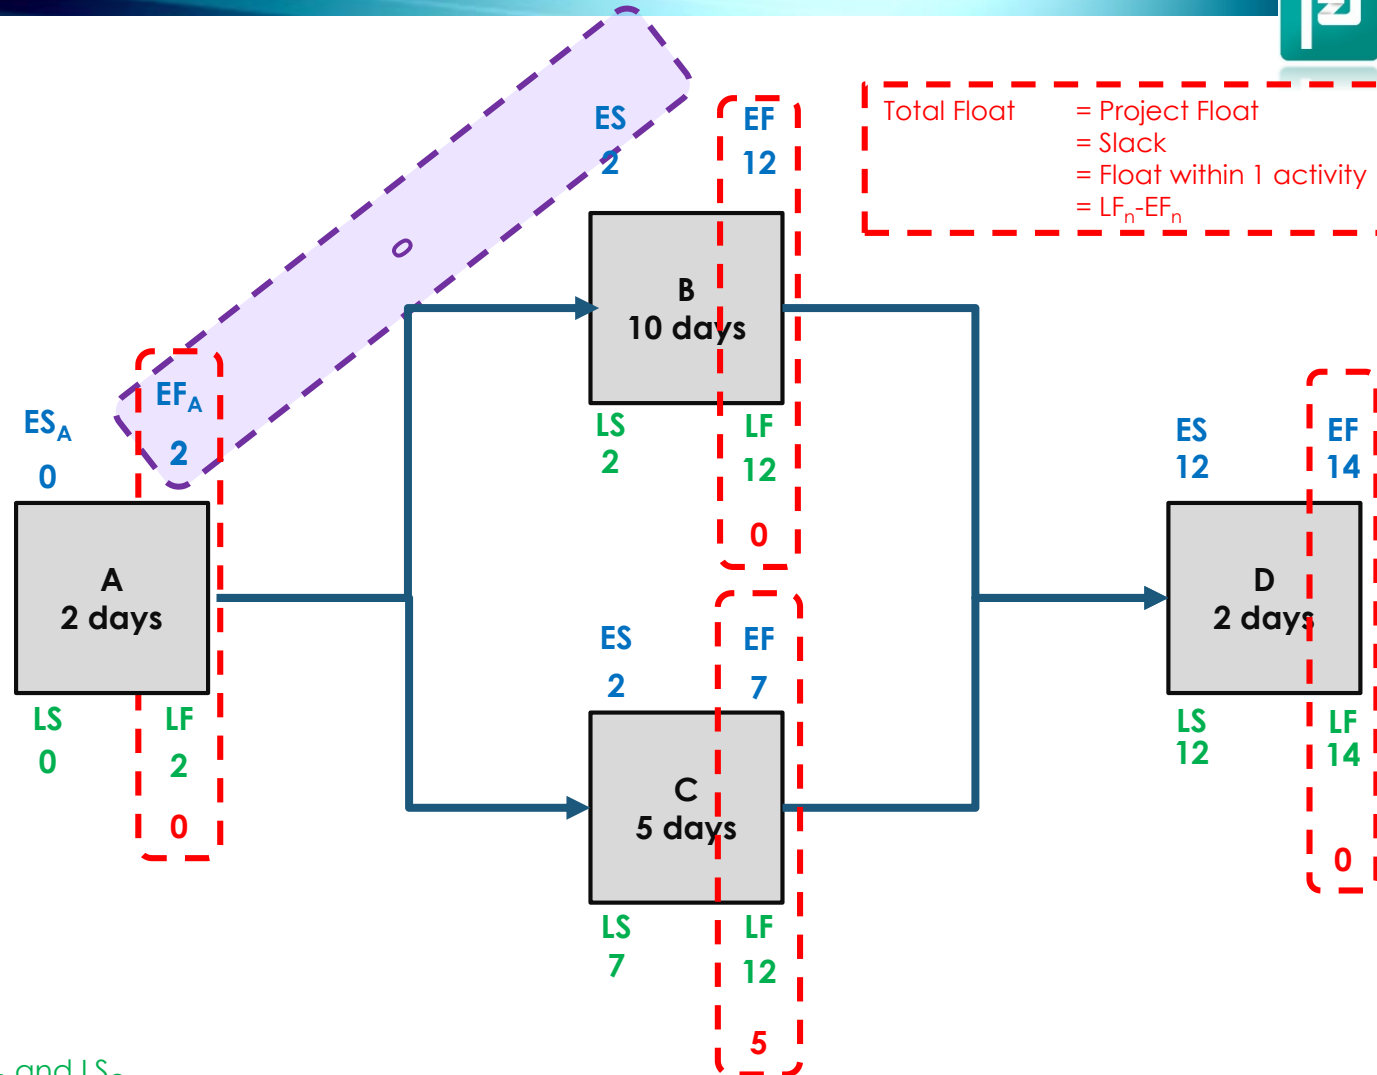 Total Float = Project Float
= Slack
= Float within 1 activity
= LFn-EFn
ES
2
EF
12
0
B
10 days
LS
2
LF
12
0
ESA
0
EFA
2
A
2 days
LS
0
LF
2
0
ES
2
EF
7
C
5 days
LS
7
LF
12
5
ES
12
EF
14
D
2 days
LS
12
LF
14
0
and LS